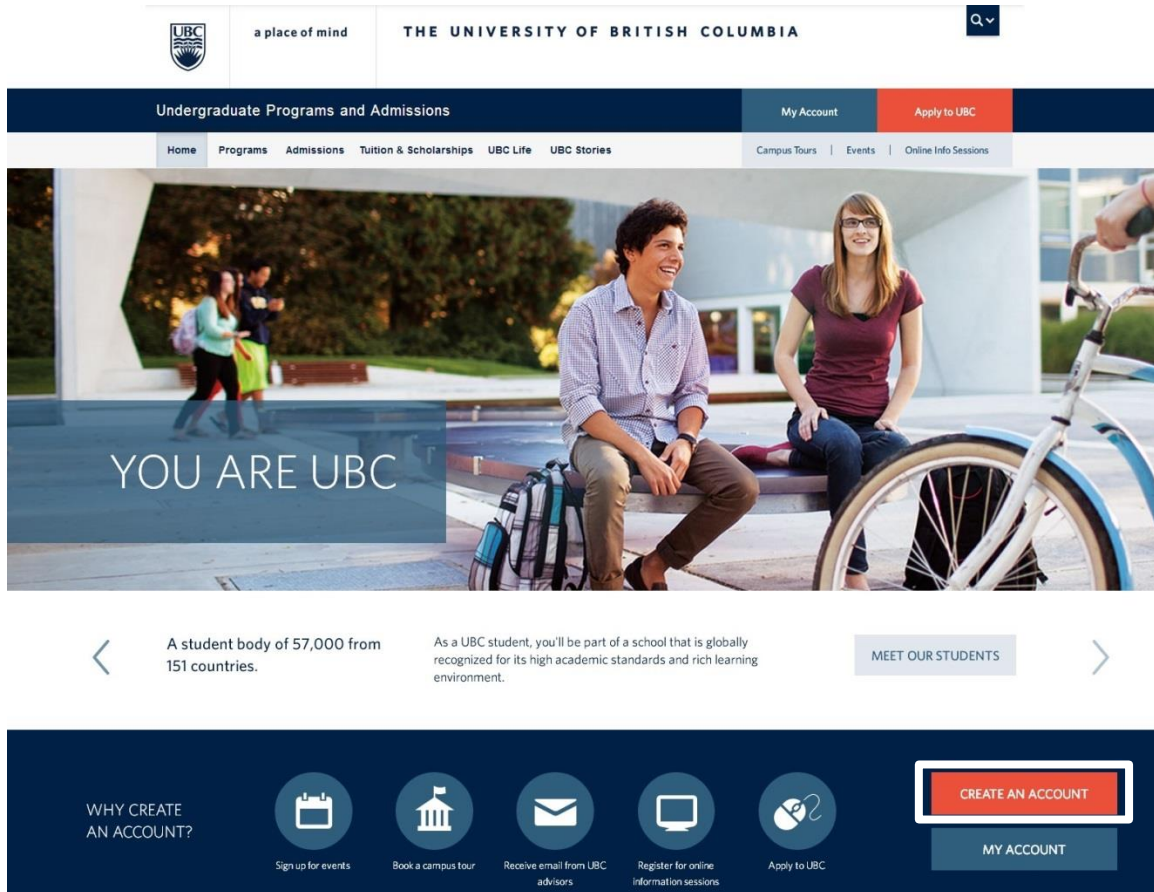 UBC
a place of mind
THE UNIVERSITY OF BRITISH COLUMBIA
Undergraduate Programs and Admissions
My Account
Apply to UBC
Home Programs Admissions Tuition & Scholarships UBC Life UBC Stories
Campus Tours | Events | Online Info Sessions
YOU ARE UBC
A student body of 57,000 from
151 countries.
As a UBC student, you'll be part of a school that is globally
recognized for its high academic standards and rich learning
environment.
MEET OUR STUDENTS
WHY CREATE
AN ACCOUNT?
Sign up for events
Book a campus tour
Receive email from UBC
advisors
Register for online
information sessions
Apply to UBC
CREATE AN ACCOUNT
MY ACCOUNT